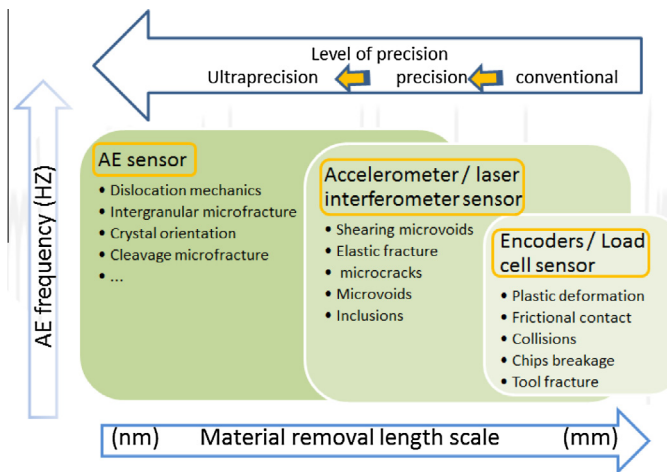 Level of precision
Ultraprecision precision conventional
AE frequency (HZ)
AE sensor
• Dislocation mechanics
• Intergranular microfracture
• Crystal orientation
• Cleavage microfracture
• ...
Accelerometer / laser
interferometer sensor
• Shearing microvoids
• Elastic fracture
• microcracks
• Microvoids
• Inclusions
Encoders / Load
cell sensor
• Plastic deformation
• Frictional contact
• Collisions
• Chips breakage
• Tool fracture
(nm) Material removal length scale (mm)